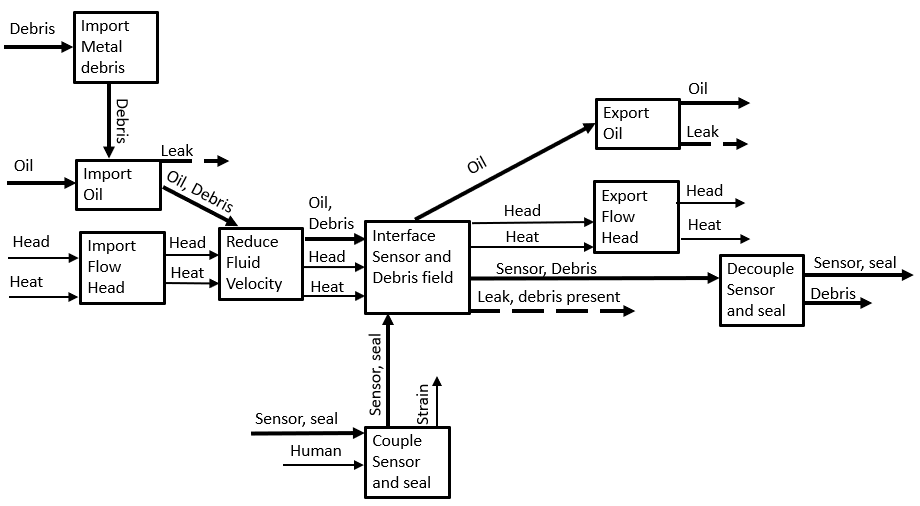 Debris
Import
Metal
debris
Debris
Oil
Import
Oil
Leak
Oil, Debris
Head
Heat
Import
Flow
Head
Head
Heat
Reduce
Fluid
Velocity
Oil,
Debris
Head
Heat
Interface
Sensor and
Debris field
Oil
Export
Oil
Oil
Leak
Head
Heat
Export
Flow
Head
Head
Heat
Sensor, Debris
Leak, debris present
Decouple
Sensor
and seal
Sensor, seal
Debris
Sensor, seal
Strain
Sensor, seal
Human
Couple
Sensor
and seal